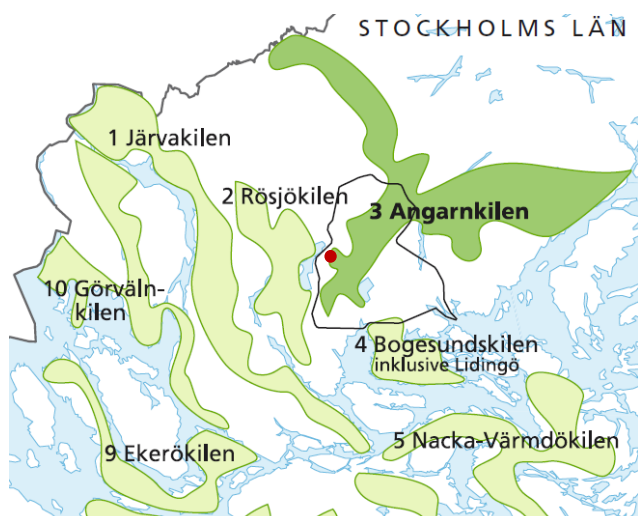 STOCKHOLMS LÄN
1 Järvakilen
2 Rösjökilen
3 Angarnkilen
10 Görväln-
kilen
4 Bogesundskilen
inklusive Lidingö
5 Nacka-Värmdökilen
9 Ekerökilen